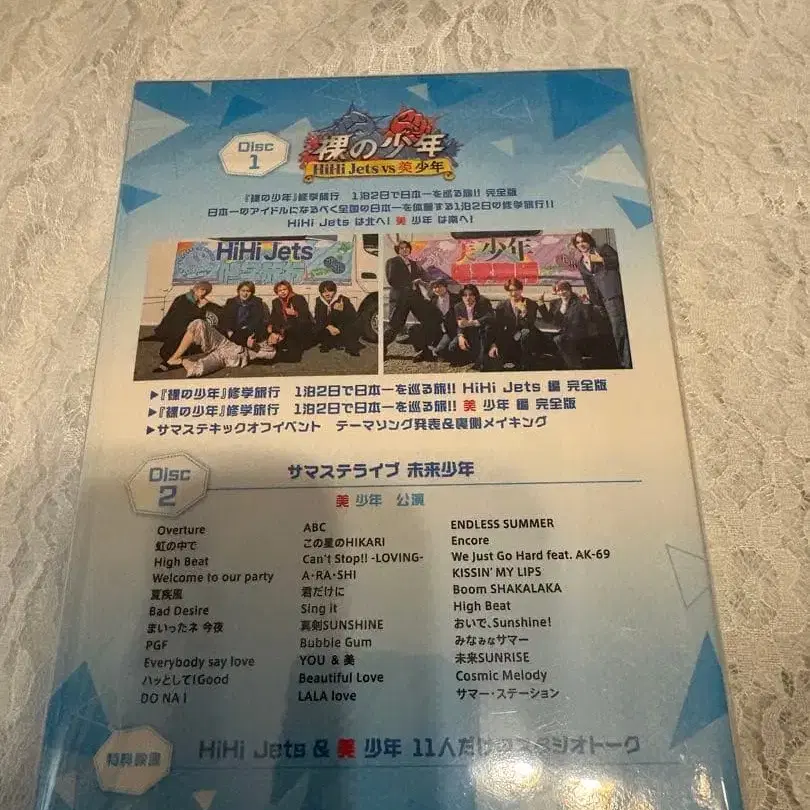 Disc
1
裸の少年
HiHi Jets vs 美 少年
『裸の少年』修学旅行 1泊2日で日本一を巡る旅!! 完全版
日本一のアイドルになるべく全国の日本一を体感する1泊2日の修学旅行!!
HiHi Jets は北へ! 美 少年 は南へ!
HiHi Jets
修学旅行
美 少年
▶『裸の少年』修学旅行 1泊2日で日本一を巡る旅!! HiHi Jets 編 完全版
▶『裸の少年』修学旅行 1泊2日で日本一を巡る旅!! 美 少年 編 完全版
▶サマステキックオフイベント テーマソング発表&裏側メイキング
Disc
2
サマステライブ 未来少年
美 少年 公演
Overture
虹の中で
High Beat
Welcome to our party
夏疾風
Bad Desire
まいったネ 今夜
PGF
Everybody say love
ハッとして!Good
DO NA I
ABC
この星のHIKARI
Can't Stop!! -LOVING-
A・RA・SHI
君だけに
Sing it
真剣SUNSHINE
Bubble Gum
YOU & 美
Beautiful Love
LALA love
ENDLESS SUMMER
Encore
We Just Go Hard feat. AK-69
KISSIN' MY LIPS
Boom SHAKALAKA
High Beat
おいで、Sunshine!
みなみなサマー
未来SUNRISE
Cosmic Melody
サマー・ステーション
特典映像
HiHi Jets & 美 少年 11人だけのスタジオトーク